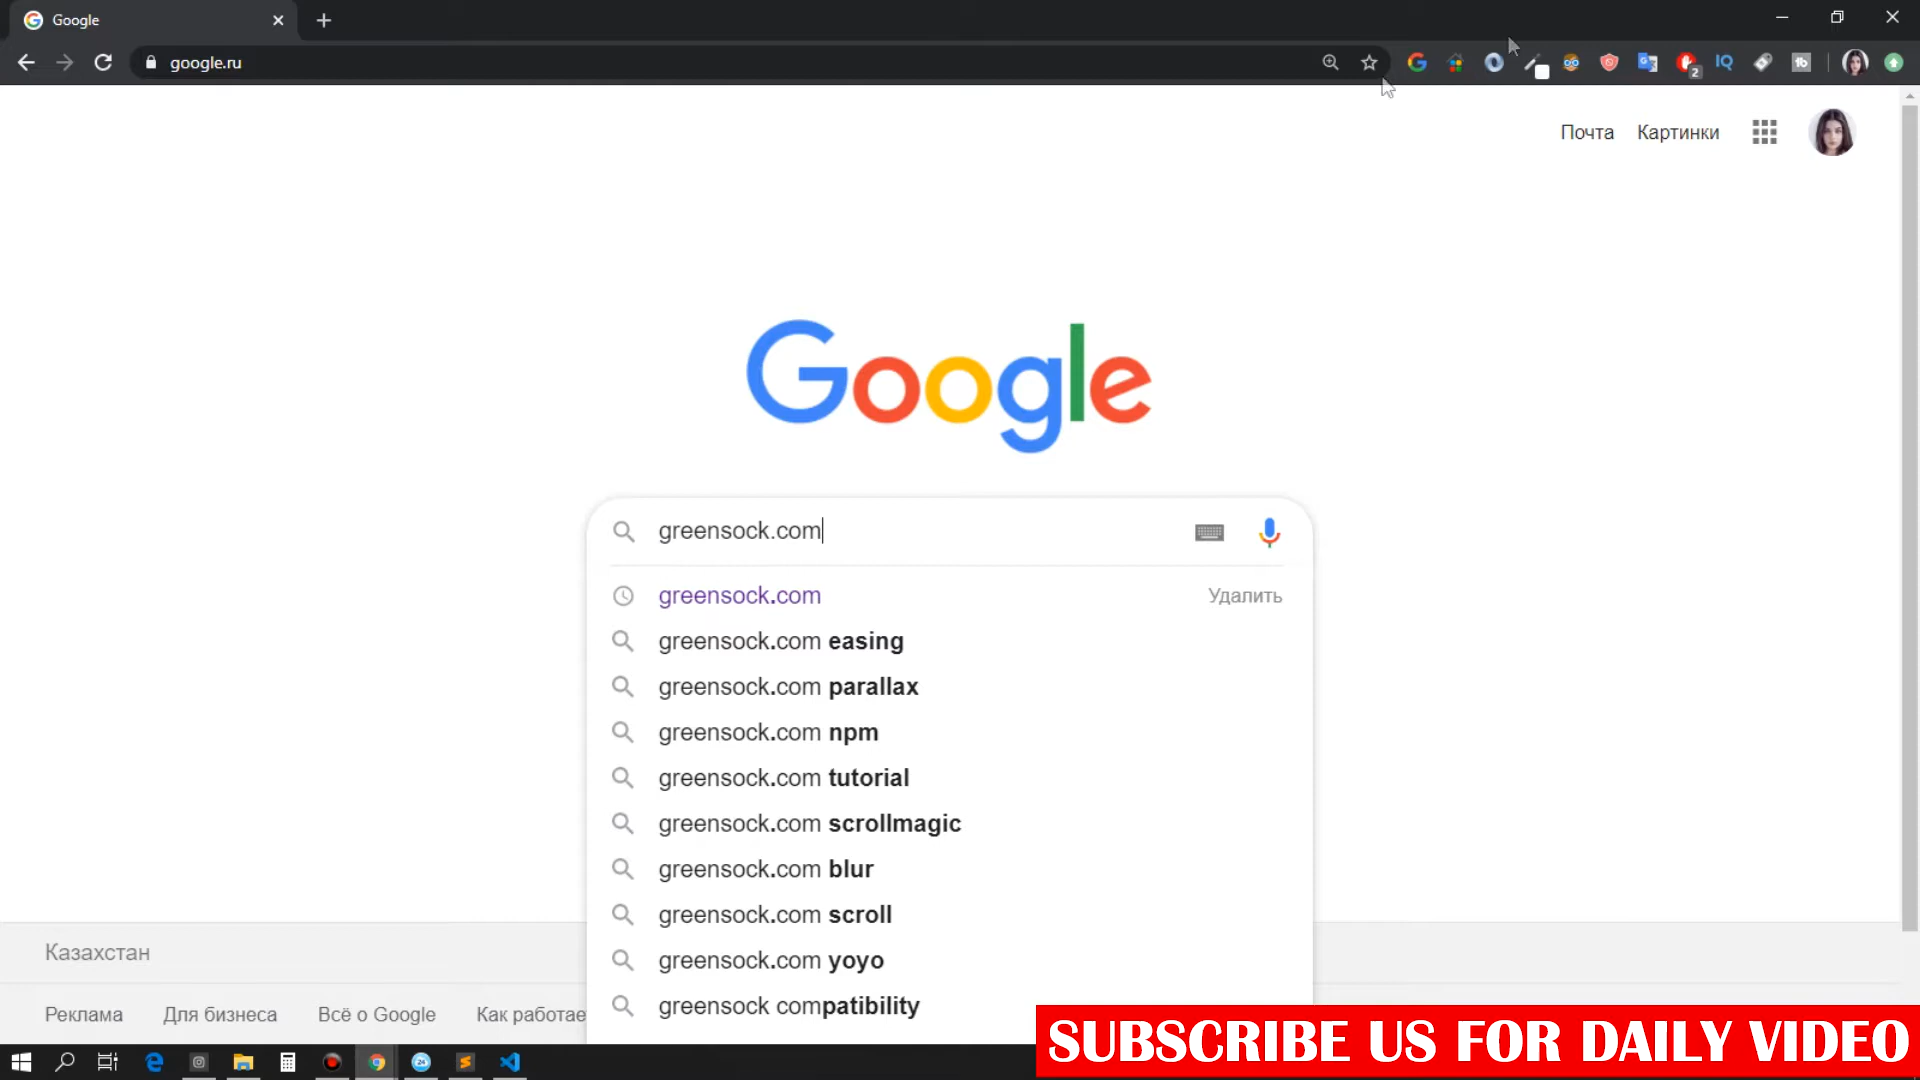 Google
google.ru
2
IQ
Почта Картинки
Google
greensock.com
greensock.com Удалить
greensock.com easing
greensock.com parallax
greensock.com npm
greensock.com tutorial
greensock.com scrollmagic
greensock.com blur
greensock.com scroll
greensock.com yoyo
greensock compatibility
Казахстан
Реклама Для бизнеса Всё о Google Как работае
SUBSCRIBE US FOR DAILY VIDEO